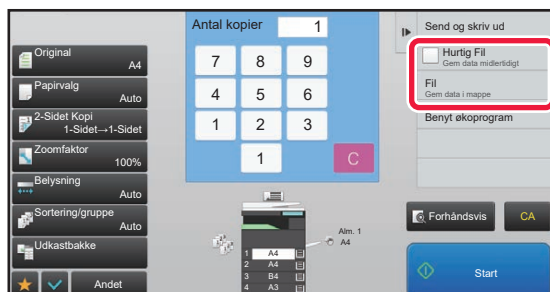 Original
A4
Papirvalg
Auto
2-Sidet Kopi
1-Sidet→1-Sidet
Zoomfaktor
100%
Belysning
Auto
Sortering/gruppe
Auto
Udkastbakke
Andet
Antal kopier 1
7 8 9
4 5 6
1 2 3
1 C
Alm. 1
A4
1 A4
2 A4
3 B4
4 A3
Send og skriv ud
Hurtig Fil
Gem data midlertidigt
Fil
Gem data i mappe
Benyt økoprogram
Forhåndsvis CA
Start